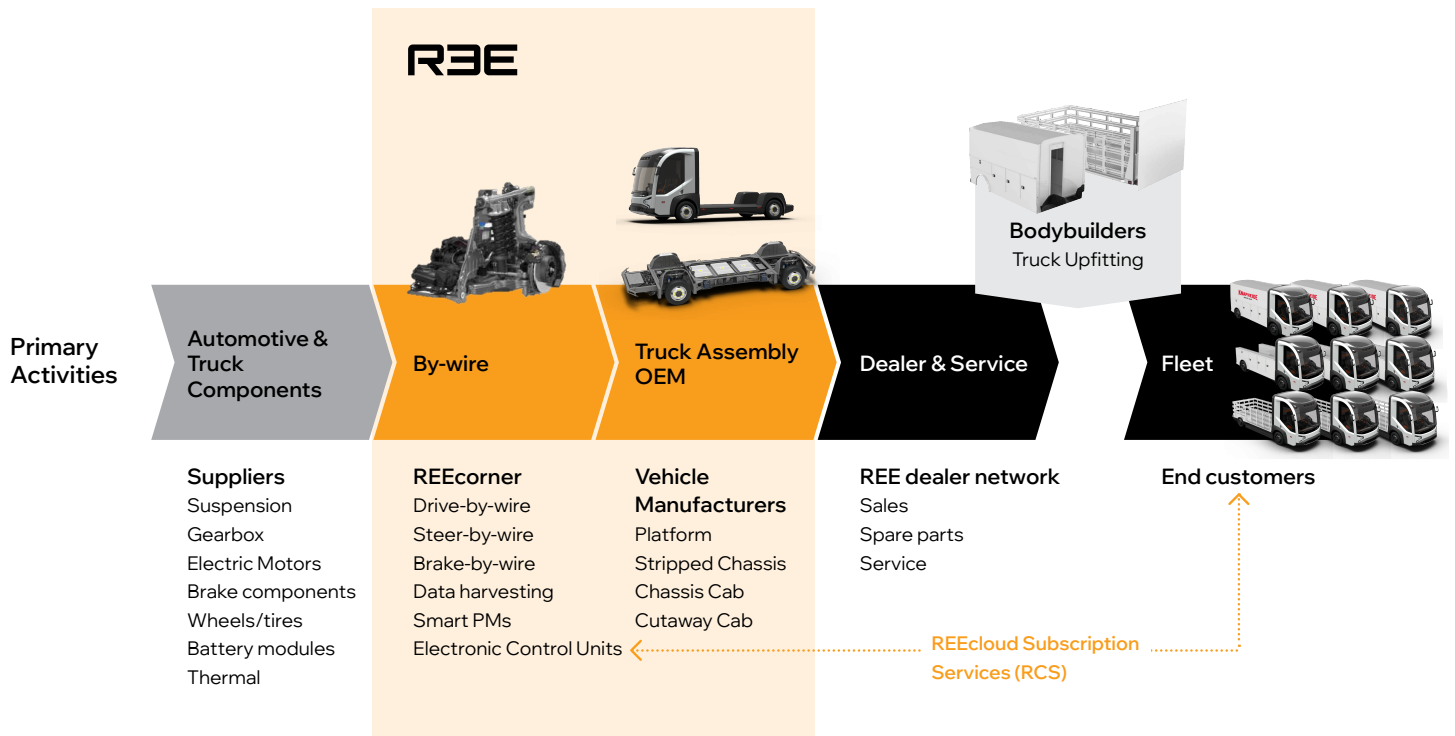 REE
Bodybuilders
Truck Upfitting
Primary
Activities
Automotive &
Truck
Components
By-wire
Truck Assembly
OEM
Dealer & Service
Fleet
Suppliers
Suspension
Gearbox
Electric Motors
Brake components
Wheels/tires
Battery modules
Thermal
REEcorner
Drive-by-wire
Steer-by-wire
Brake-by-wire
Data harvesting
Smart PMs
Electronic Control Units
Vehicle
Manufacturers
Platform
Stripped Chassis
Chassis Cab
Cutaway Cab
REE dealer network
Sales
Spare parts
Service
End customers
REEcloud Subscription
Services (RCS)